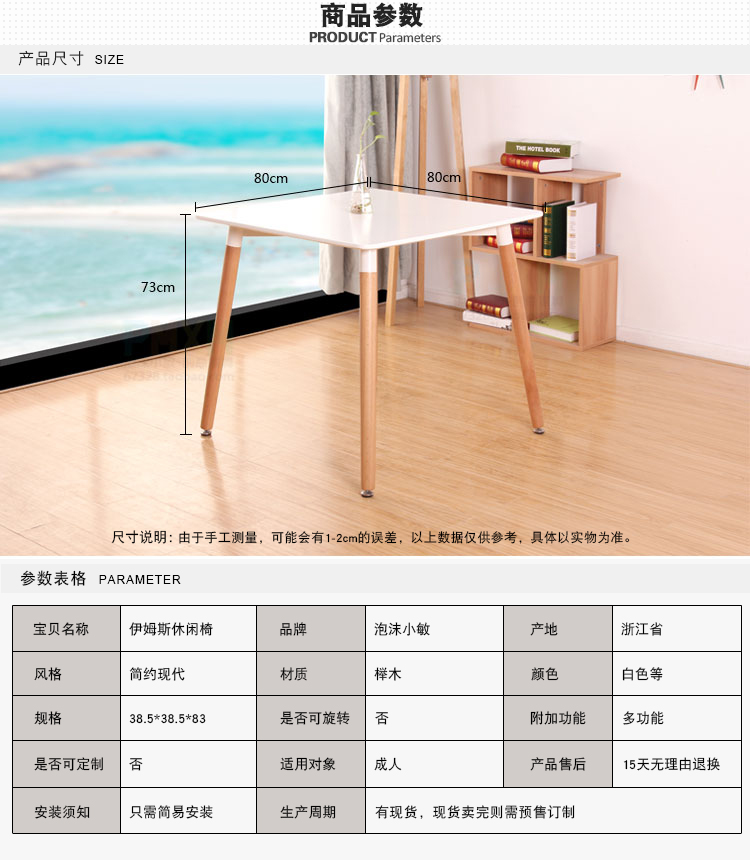 商品参数
PRODUCT Parameters
产品尺寸 SIZE
THE HOTEL BOOK
80cm
80cm
73cm
尺寸说明：由于手工测量，可能会有1-2cm的误差，以上数据仅供参考，具体以实物为准。
参数表格 PARAMETER
宝贝名称 伊姆斯休闲椅 品牌 泡沫小敏 产地 浙江省
风格 简约现代 材质 榉木 颜色 白色等
规格 38.5*38.5*83 是否可旋转 否 附加功能 多功能
是否可定制 否 适用对象 成人 产品售后 15天无理由退换
安装须知 只需简易安装 生产周期 有现货，现货卖完则需预售订制